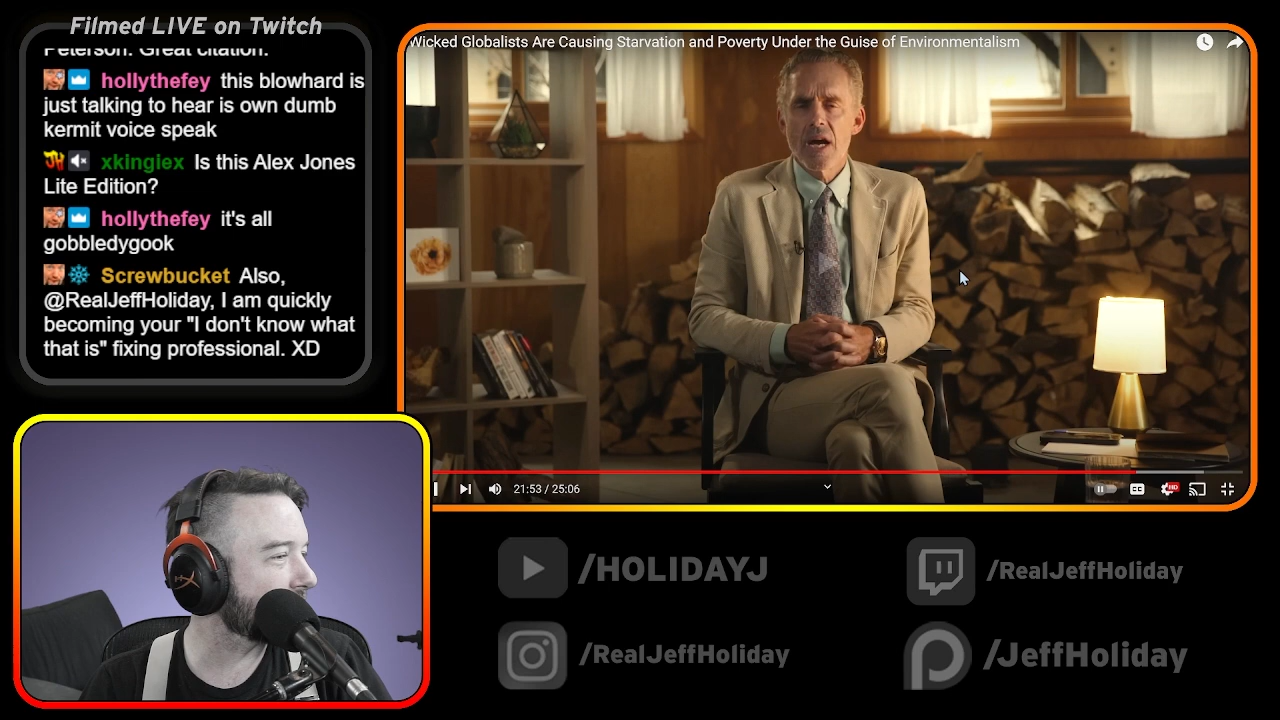 Filmed LIVE on Twitch
Peterson. Great citation.
hollythefey this blowhard is
just talking to hear is own dumb
kermit voice speak
xkingiex Is this Alex Jones
Lite Edition?
hollythefey it's all
gobbledygook
Screwbucket Also,
@RealJeffHoliday, I am quickly
becoming your "I don't know what
that is" fixing professional. XD
Wicked Globalists Are Causing Starvation and Poverty Under the Guise of Environmentalism
21:53 / 25:06
CC
HD
/HOLIDAYJ
/RealJeffHoliday
/RealJeffHoliday
/JeffHoliday